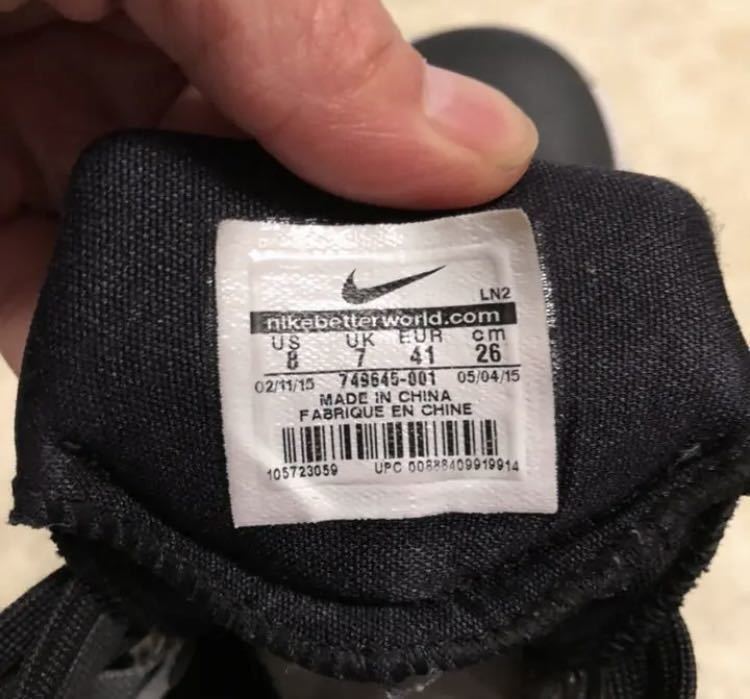 LN2
nikebetterworld.com
US UK EUR cm
8 7 41 26
02/11/15 749645-001 05/04/15
MADE IN CHINA
FABRIQUE EN CHINE
105723059 UPC 00888409919914